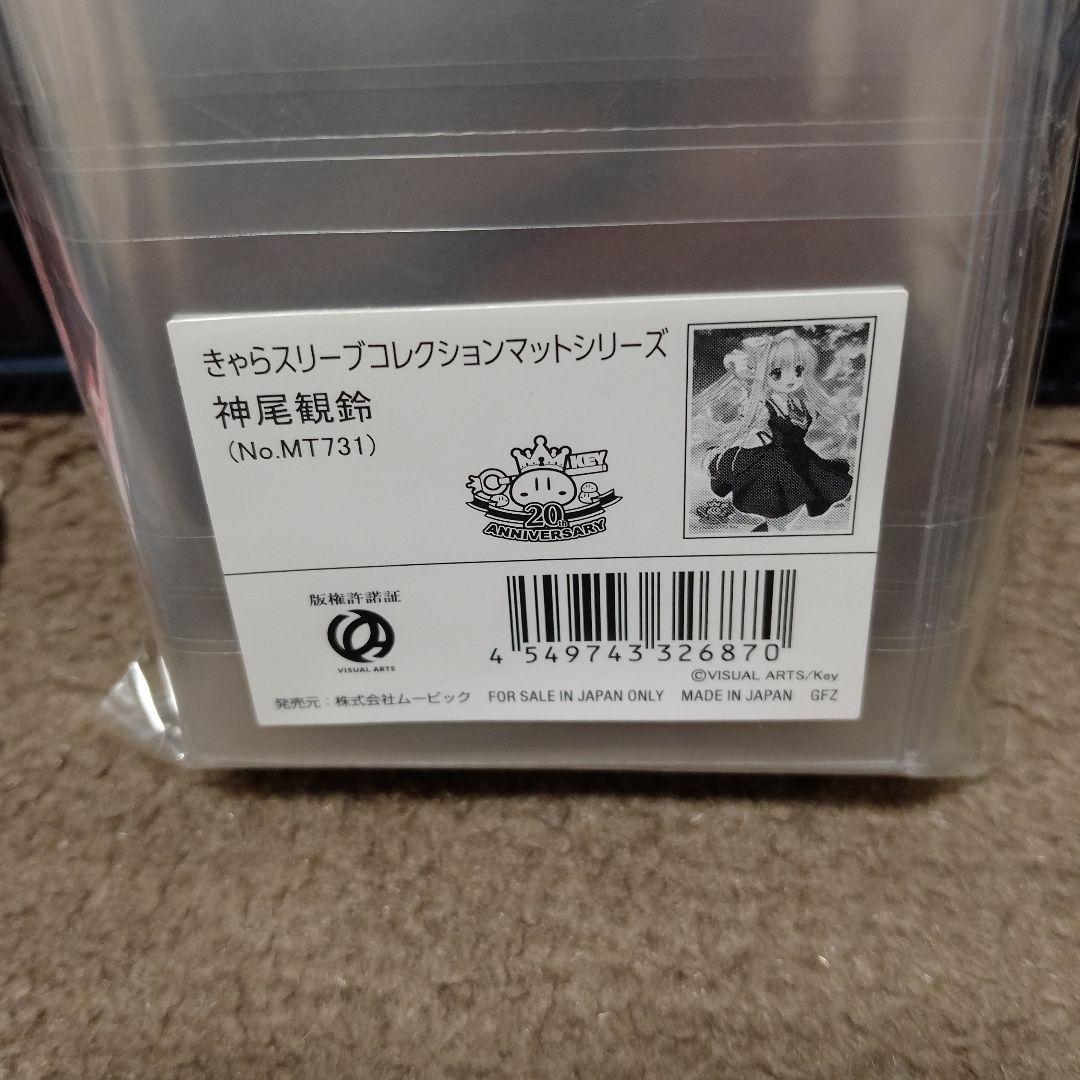 きゃらスリーブコレクションマットシリーズ
神尾観鈴
(No.MT731)
KEY
20th
ANNIVERSARY
版権許諾証
VISUAL ARTS
4 549743 326870
©VISUAL ARTS/Key
発売元：株式会社ムービック FOR SALE IN JAPAN ONLY MADE IN JAPAN GFZ